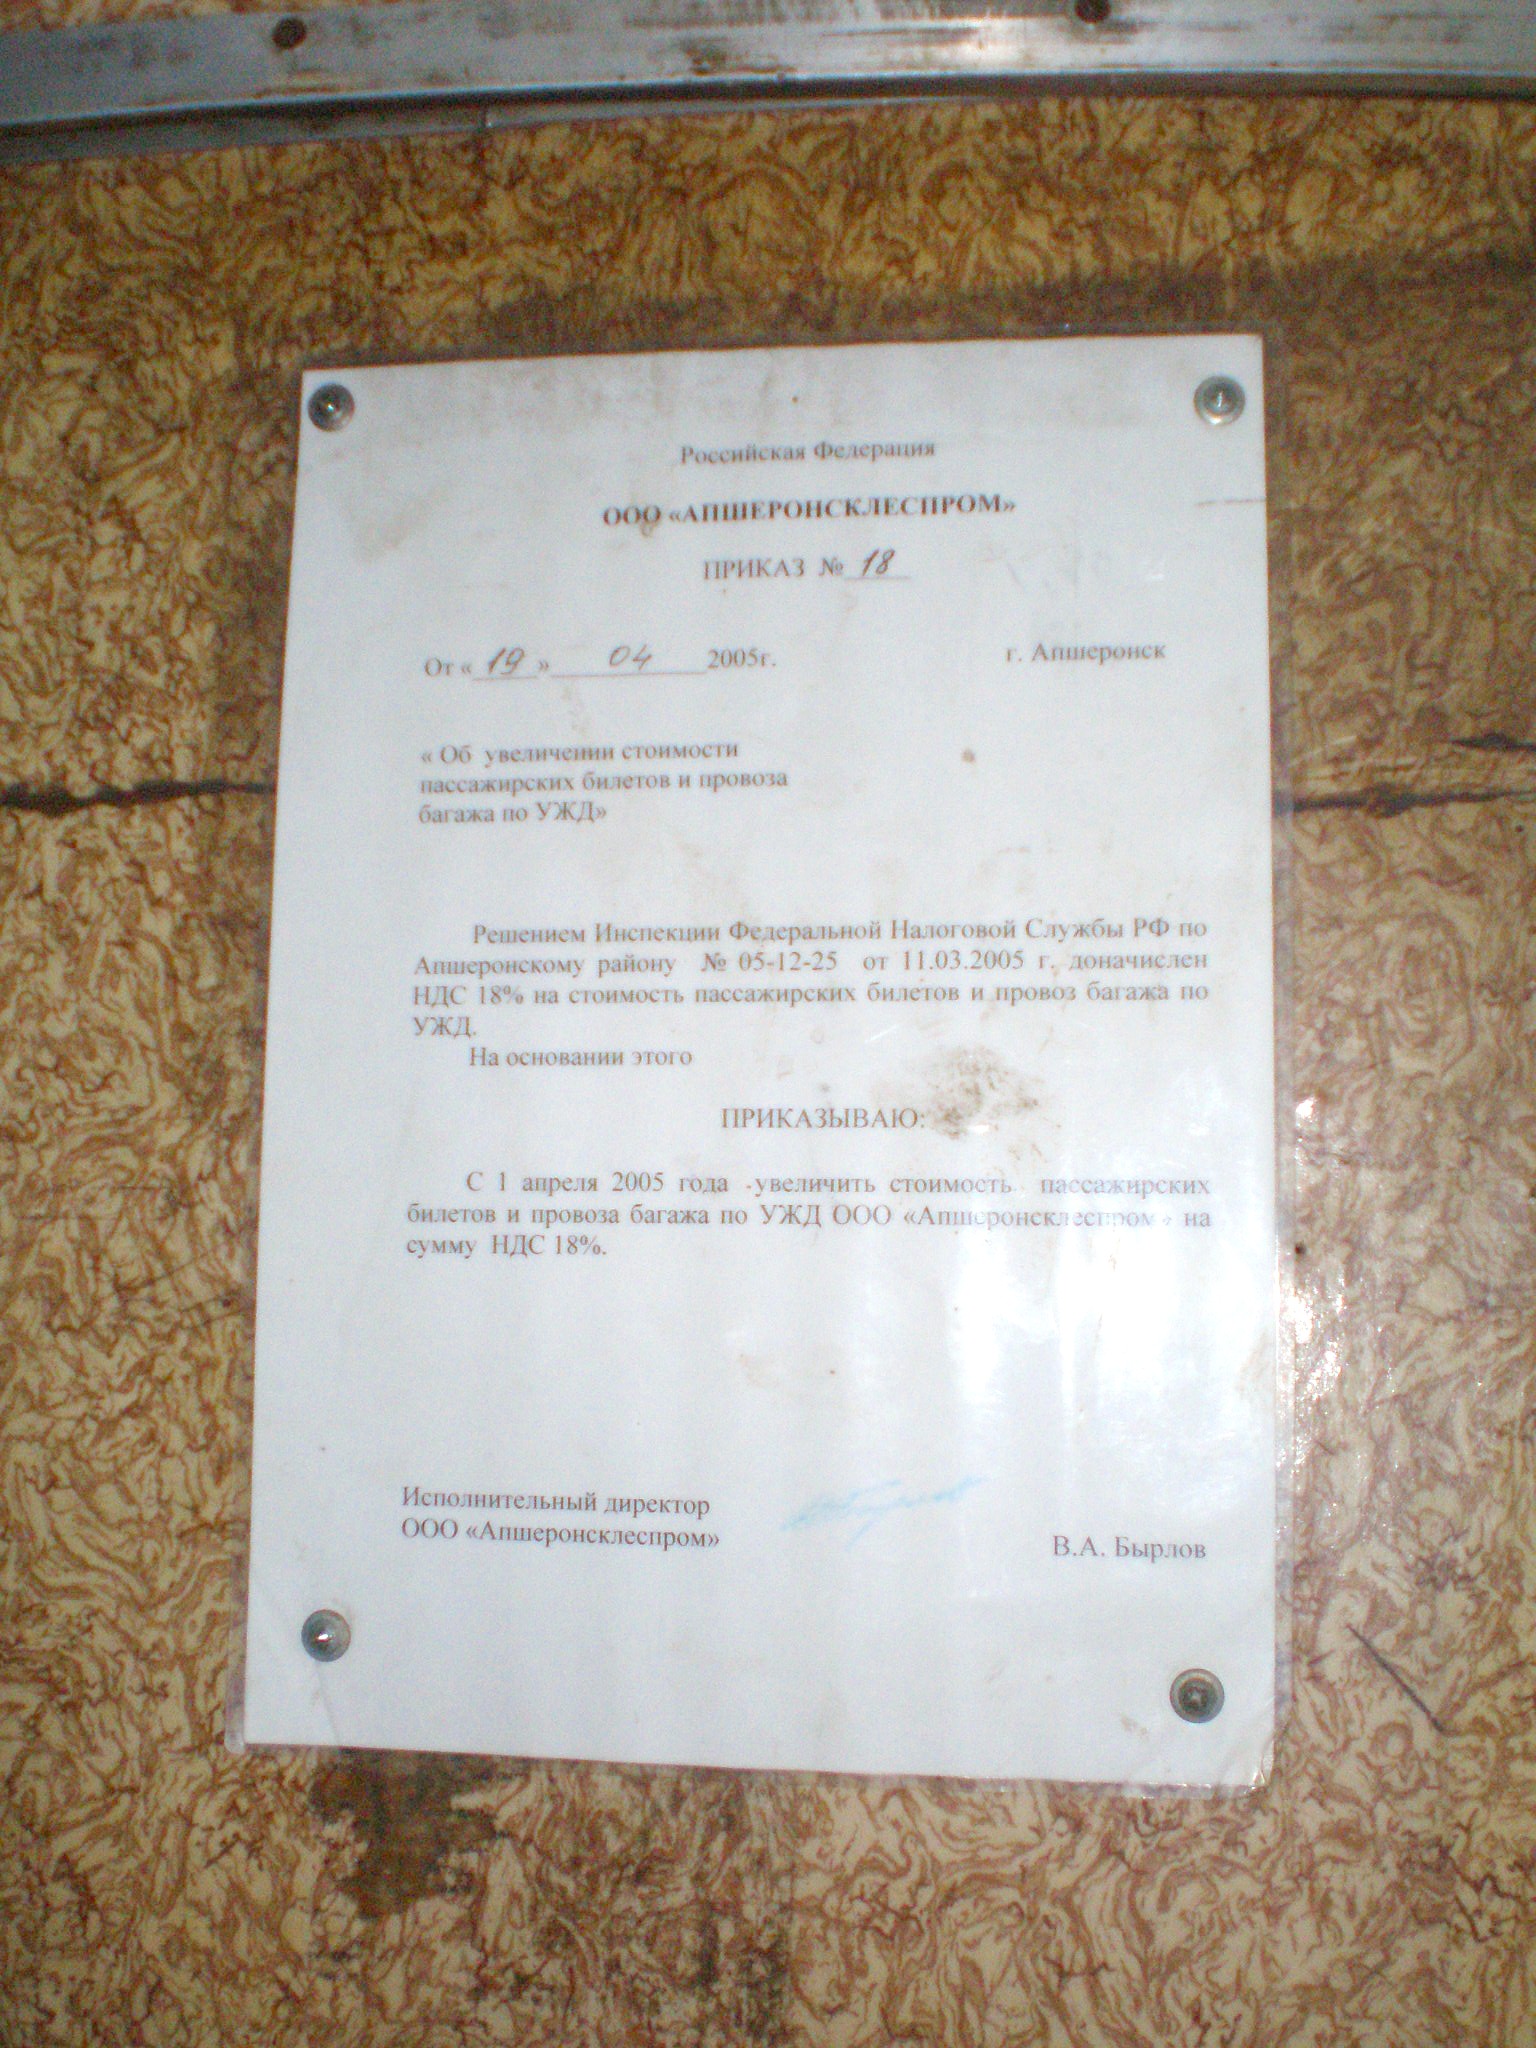 Российская Федерация
ООО «АПШЕРОНСКЛЕСПРОМ»
ПРИКАЗ № 18
От « 19 » 04 2005г. г. Апшеронск
« Об увеличении стоимости
пассажирских билетов и провоза
багажа по УЖД»
Решением Инспекции Федеральной Налоговой Службы РФ по
Апшеронскому району № 05-12-25 от 11.03.2005 г. доначислен
НДС 18% на стоимость пассажирских билетов и провоз багажа по
УЖД.
На основании этого
ПРИКАЗЫВАЮ:
С 1 апреля 2005 года -увеличить стоимость пассажирских
билетов и провоза багажа по УЖД ООО «Апшеронсклеспром» на
сумму НДС 18%.
Исполнительный директор
ООО «Апшеронсклеспром»
В.А. Бырлов